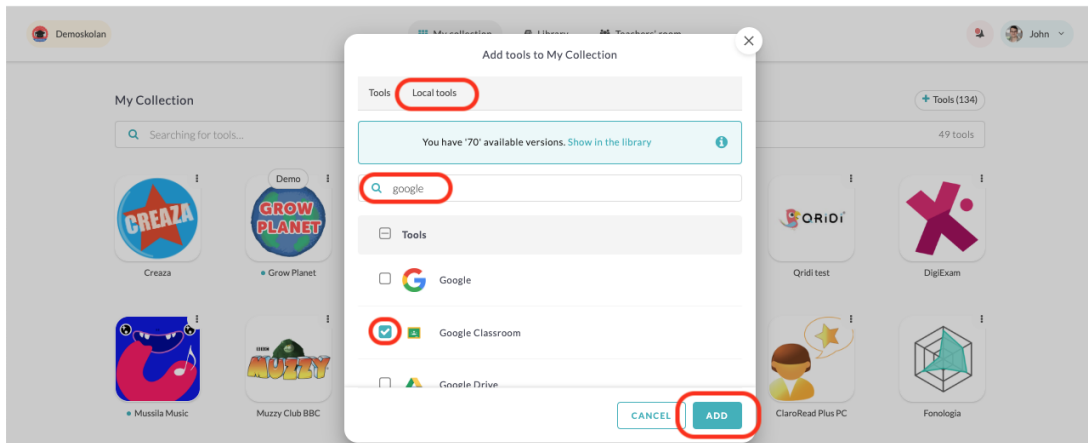 Demoskolan
My collection
Library
Teachers' room
John
Add tools to My Collection
My Collection
+ Tools (134)
Searching for tools...
49 tools
Tools
Local tools
You have '70' available versions. Show in the library
google
Tools
Google
Google Classroom
Google Drive
CANCEL
ADD
CREAZA
Creaza
Demo
GROW
PLANET
Grow Planet
QRiDi
Qridi test
DigiExam
Mussila Music
BBC
MUZZY
Muzzy Club BBC
ClaroRead Plus PC
Fonologia